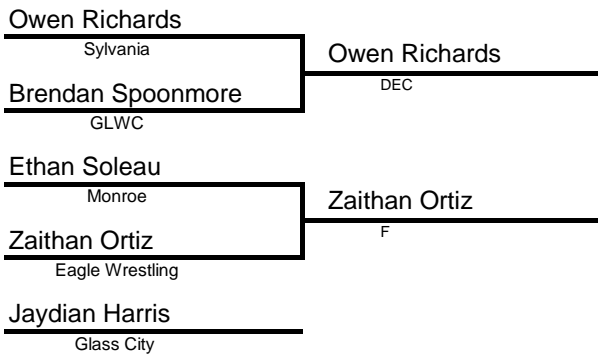 Owen Richards
Sylvania
Owen Richards
DEC
Brendan Spoonmore
GLWC
Ethan Soleau
Monroe
Zaithan Ortiz
F
Zaithan Ortiz
Eagle Wrestling
Jaydian Harris
Glass City